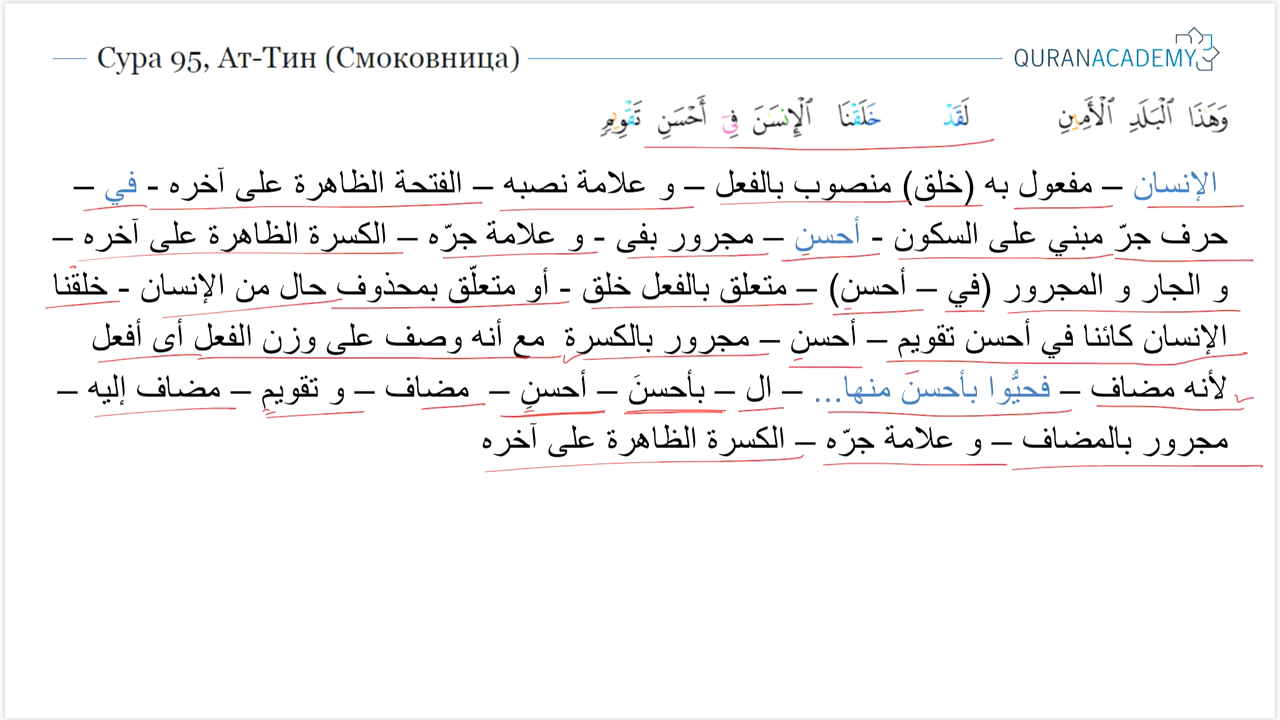 Сура 95, Ат-Тин (Смоковница)
QURANACADEMY
وَهَٰذَا ٱلْبَلَدِ ٱلْأَمِينِ لَقَدْ خَلَقْنَا ٱلْإِنسَٰنَ فِىٓ أَحْسَنِ تَقْوِيمٍ
الإنسان – مفعول به (خلق) منصوب بالفعل – و علامة نصبه – الفتحة الظاهرة على آخره - في –
حرف جرّ مبني على السكون - أحسنِ – مجرور بفى - و علامة جرّه – الكسرة الظاهرة على آخره –
و الجار و المجرور (في – أحسنِ) – متعلق بالفعل خلق - أو متعلّق بمحذوف حال من الإنسان - خلقنا
الإنسان كائنا في أحسن تقويم – أحسنِ – مجرور بالكسرة مع أنه وصف على وزن الفعل أى أفعل
لأنه مضاف – فحيُّوا بأحسنَ منها... – ال – بأحسنَ – أحسنِ – مضاف – و تقويمٍ – مضاف إليه –
مجرور بالمضاف – و علامة جرّه – الكسرة الظاهرة على آخره